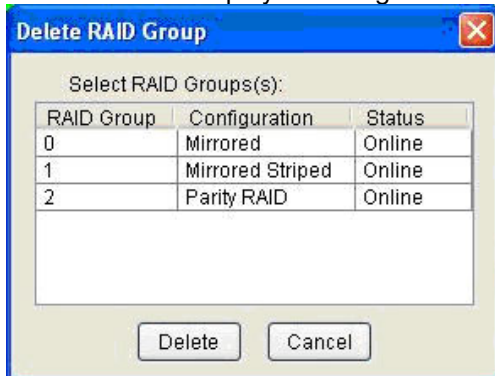 Delete RAID Group
Select RAID Groups(s):
RAID Group Configuration Status
0 Mirrored Online
1 Mirrored Striped Online
2 Parity RAID Online
Delete Cancel